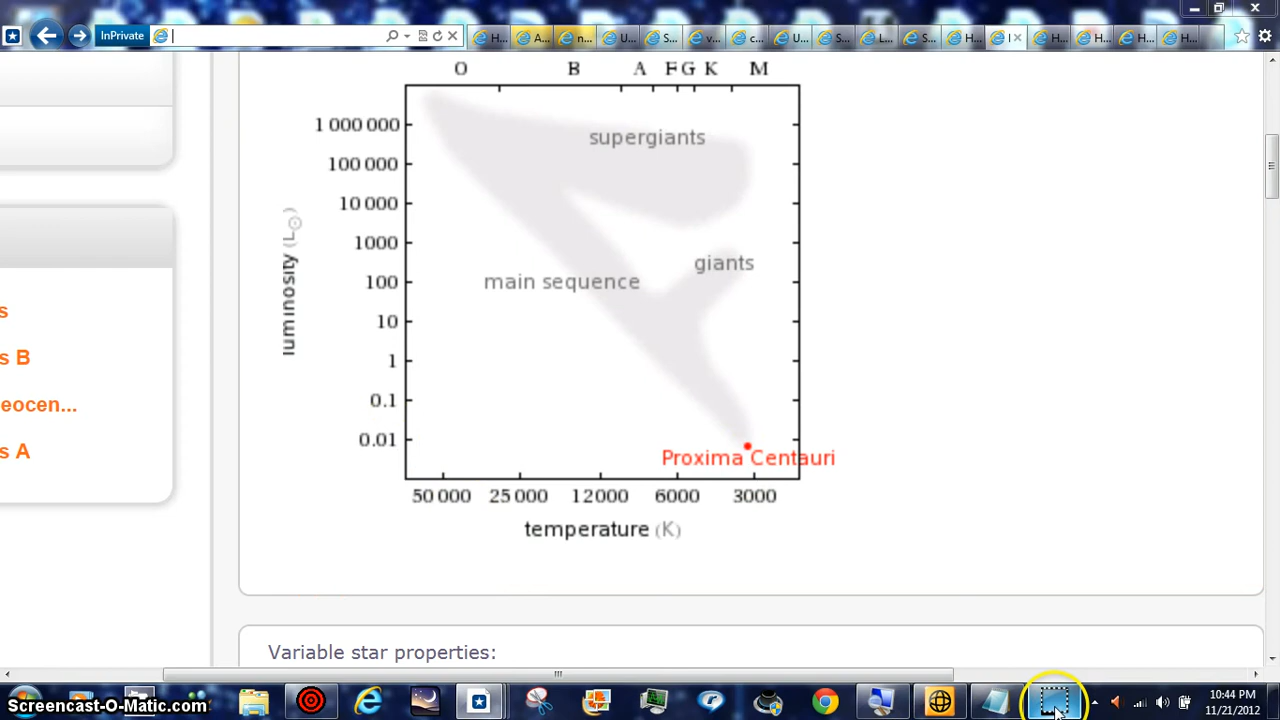 InPrivate
H...
A...
n...
U...
S...
v...
c...
U...
S...
L...
S...
H...
H...
H...
H...
H...
O B A F G K M
1 000 000
100 000
10 000
1000
100
10
1
0.1
0.01
luminosity (L☉)
supergiants
giants
main sequence
Proxima Centauri
50 000 25 000 12 000 6000 3000
temperature (K)
s
s B
eocen...
s A
Variable star properties:
Screencast-O-Matic.com
10:44 PM
11/21/2012